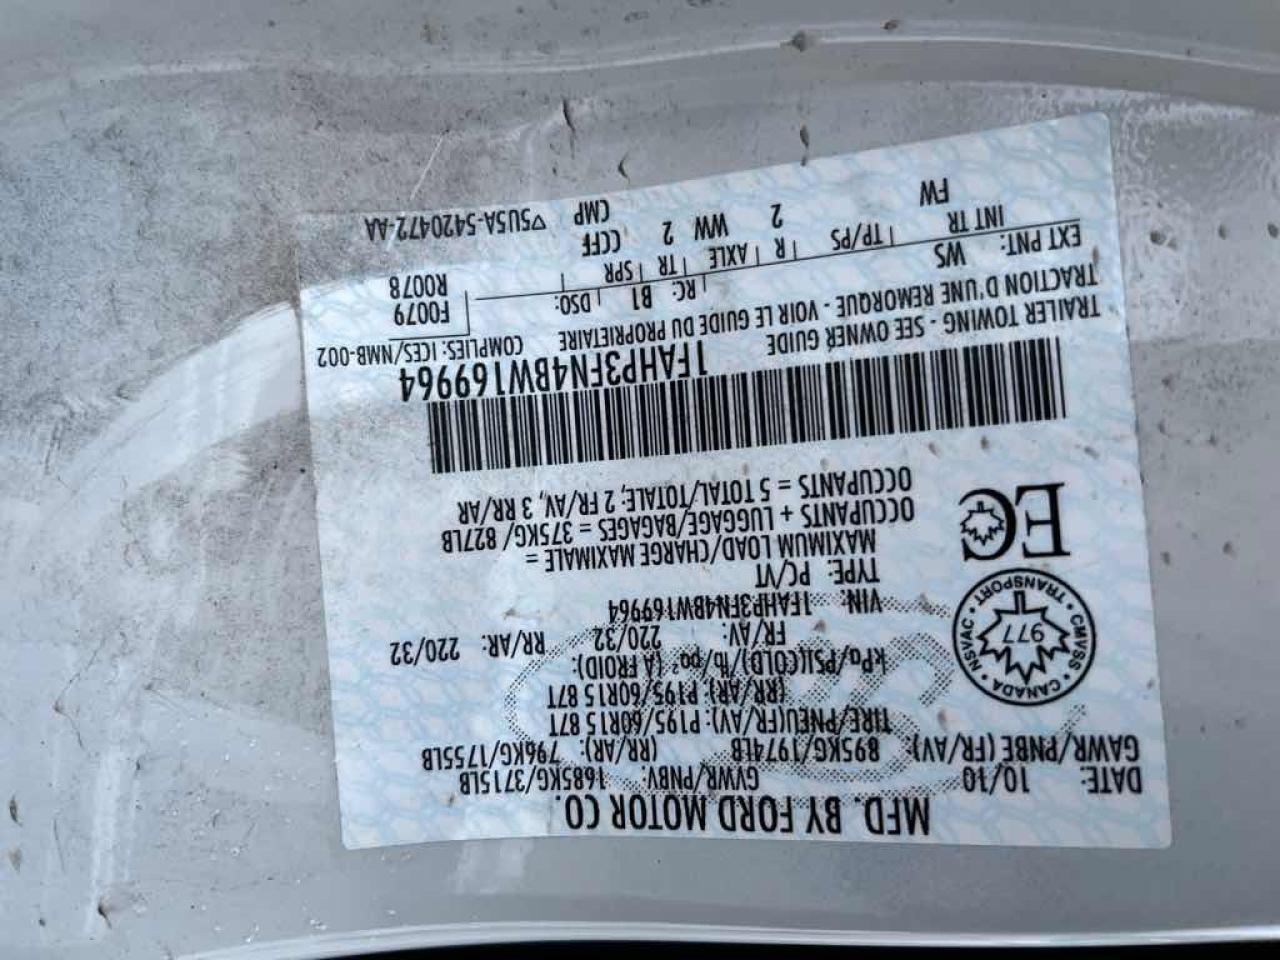 MFD. BY FORD MOTOR CO.
DATE: 10/10 GVWR/PNBV: 1685KG/3715LB
GAWR/PNBE (FR/AV): 895KG/1974LB (RR/AR): 796KG/1755LB
TIRE/PNEU(FR/AV): P195/60R15 87T
(RR/AR): P195/60R15 87T
kPa/PSI(COLD)/lb/po² (A FROID):
FR/AV: 220/32 RR/AR: 220/32
VIN: 1FAHP3FN4BW169964
TYPE: PC/VT
MAXIMUM LOAD/CHARGE MAXIMALE =
OCCUPANTS + LUGGAGE/BAGAGES = 375KG/ 827LB
OCCUPANTS = 5 TOTAL/TOTALE, 2 FR/AV, 3 RR/AR
CANADA • NSVAC • TRANSPORT • CMVSS •
977
EC
1FAHP3FN4BW169964
TRAILER TOWING - SEE OWNER GUIDE COMPLIES: ICES/NMB-002
TRACTION D'UNE REMORQUE - VOIR LE GUIDE DU PROPRIETAIRE
EXT PNT: WS RC: B1 DSO: F0079
R0078
INT TR TP/PS R AXLE TR SPR
FW 2 WW 2 CCFF
CMP ▽5U5A-5420472-AA